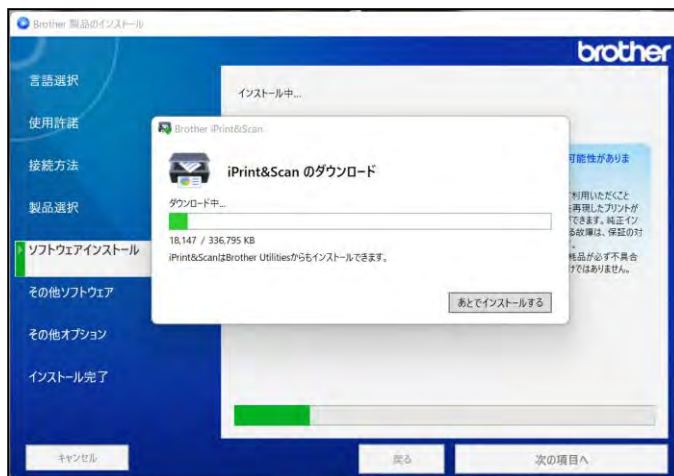 Brother 製品のインストール
brother
言語選択
使用許諾
接続方法
製品選択
ソフトウェアインストール
その他ソフトウェア
その他オプション
インストール完了
インストール中...
Brother iPrint&Scan
iPrint&Scan のダウンロード
ダウンロード中...
18,147 / 336,795 KB
iPrint&ScanはBrother Utilitiesからもインストールできます。
あとでインストールする
可能性がありま
利用いただくこと
再現したプリントが
できます。純正イン
る故障は、保証の対
。
耗品が必ず不具合
けではありません。
キャンセル
戻る
次の項目へ